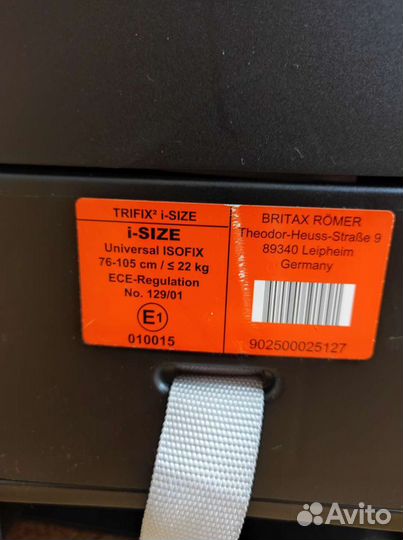 TRIFIX² i-SIZE
i-SIZE
Universal ISOFIX
76-105 cm / ≤ 22 kg
ECE-Regulation
No. 129/01
E1
010015
BRITAX RÖMER
Theodor-Heuss-Straße 9
89340 Leipheim
Germany
902500025127
Avito